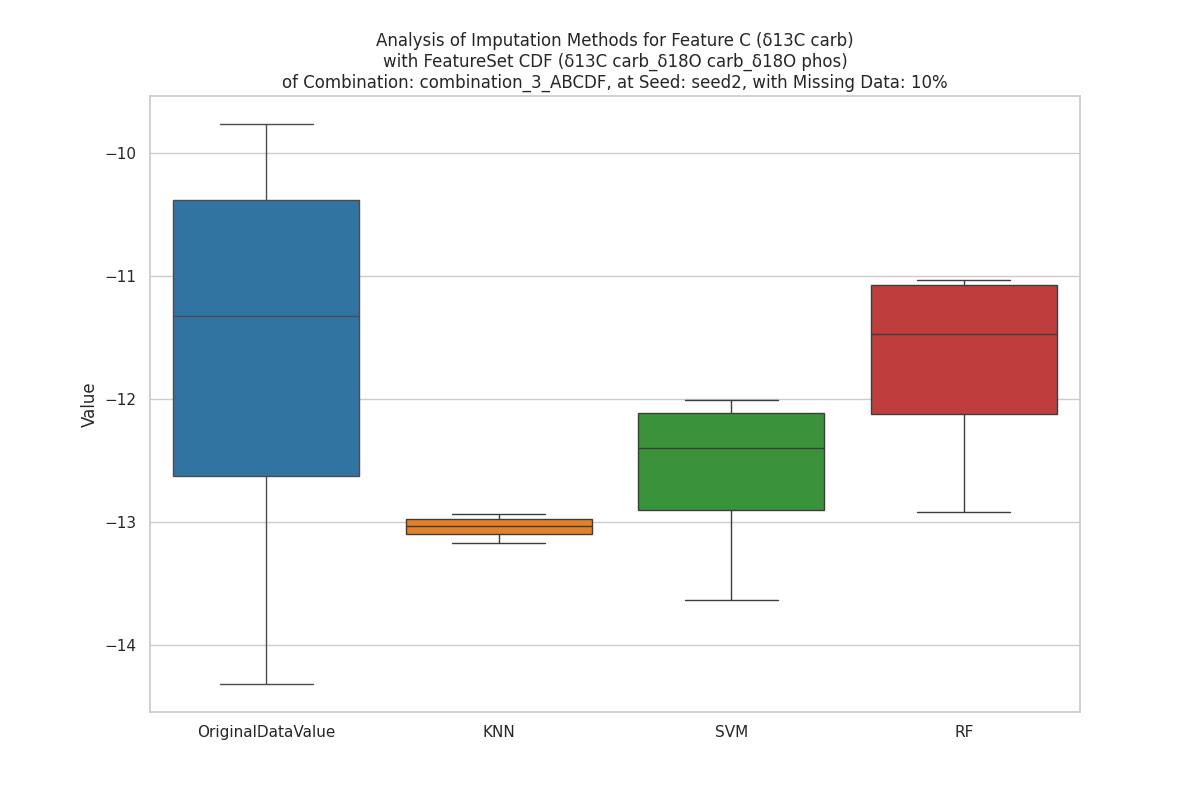 Analysis of Imputation Methods for Feature C (δ13C carb)
with FeatureSet CDF (δ13C carb_δ18O carb_δ18O phos)
of Combination: combination_3_ABCDF, at Seed: seed2, with Missing Data: 10%
Value
−10
−11
−12
−13
−14
OriginalDataValue
KNN
SVM
RF